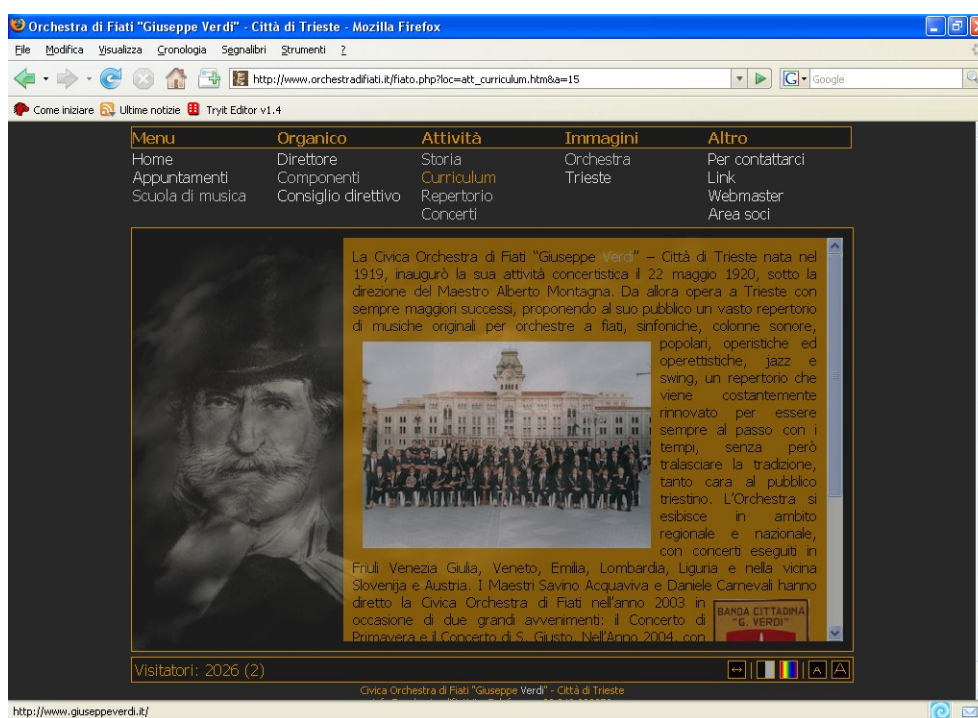 Orchestra di Fiati "Giuseppe Verdi" - Città di Trieste - Mozilla Firefox
File Modifica Visualizza Cronologia Segnalibri Strumenti ?
http://www.orchestradifiati.it/fiato.php?loc=att_curriculum.htm&a=15
G Google
Come iniziare Ultime notizie Tryit Editor v1.4
Menu Organico Attività Immagini Altro
Home Direttore Storia Orchestra Per contattarci
Appuntamenti Componenti Curriculum Trieste Link
Scuola di musica Consiglio direttivo Repertorio Webmaster
Concerti Area soci
La Civica Orchestra di Fiati "Giuseppe Verdi" – Città di Trieste nata nel
1919, inaugurò la sua attività concertistica il 22 maggio 1920, sotto la
direzione del Maestro Alberto Montagna. Da allora opera a Trieste con
sempre maggiori successi, proponendo al suo pubblico un vasto repertorio
di musiche originali per orchestre a fiati, sinfoniche, colonne sonore,
popolari, operistiche ed
operettistiche, jazz e
swing, un repertorio che
viene costantemente
rinnovato per essere
sempre al passo con i
tempi, senza però
tralasciare la tradizione,
tanto cara al pubblico
triestino. L'Orchestra si
esibisce in ambito
regionale e nazionale,
con concerti eseguiti in
Friuli Venezia Giulia, Veneto, Emilia, Lombardia, Liguria e nella vicina
Slovenija e Austria. I Maestri Savino Acquaviva e Daniele Carnevali hanno
diretto la Civica Orchestra di Fiati nell'anno 2003 in
occasione di due grandi avvenimenti: il Concerto di
Primavera e il Concerto di S. Giusto. Nell'Anno 2004, con
BANDA CITTADINA
"G. VERDI"
Visitatori: 2026 (2)
A A
Civica Orchestra di Fiati "Giuseppe Verdi" - Città di Trieste
http://www.giuseppeverdi.it/